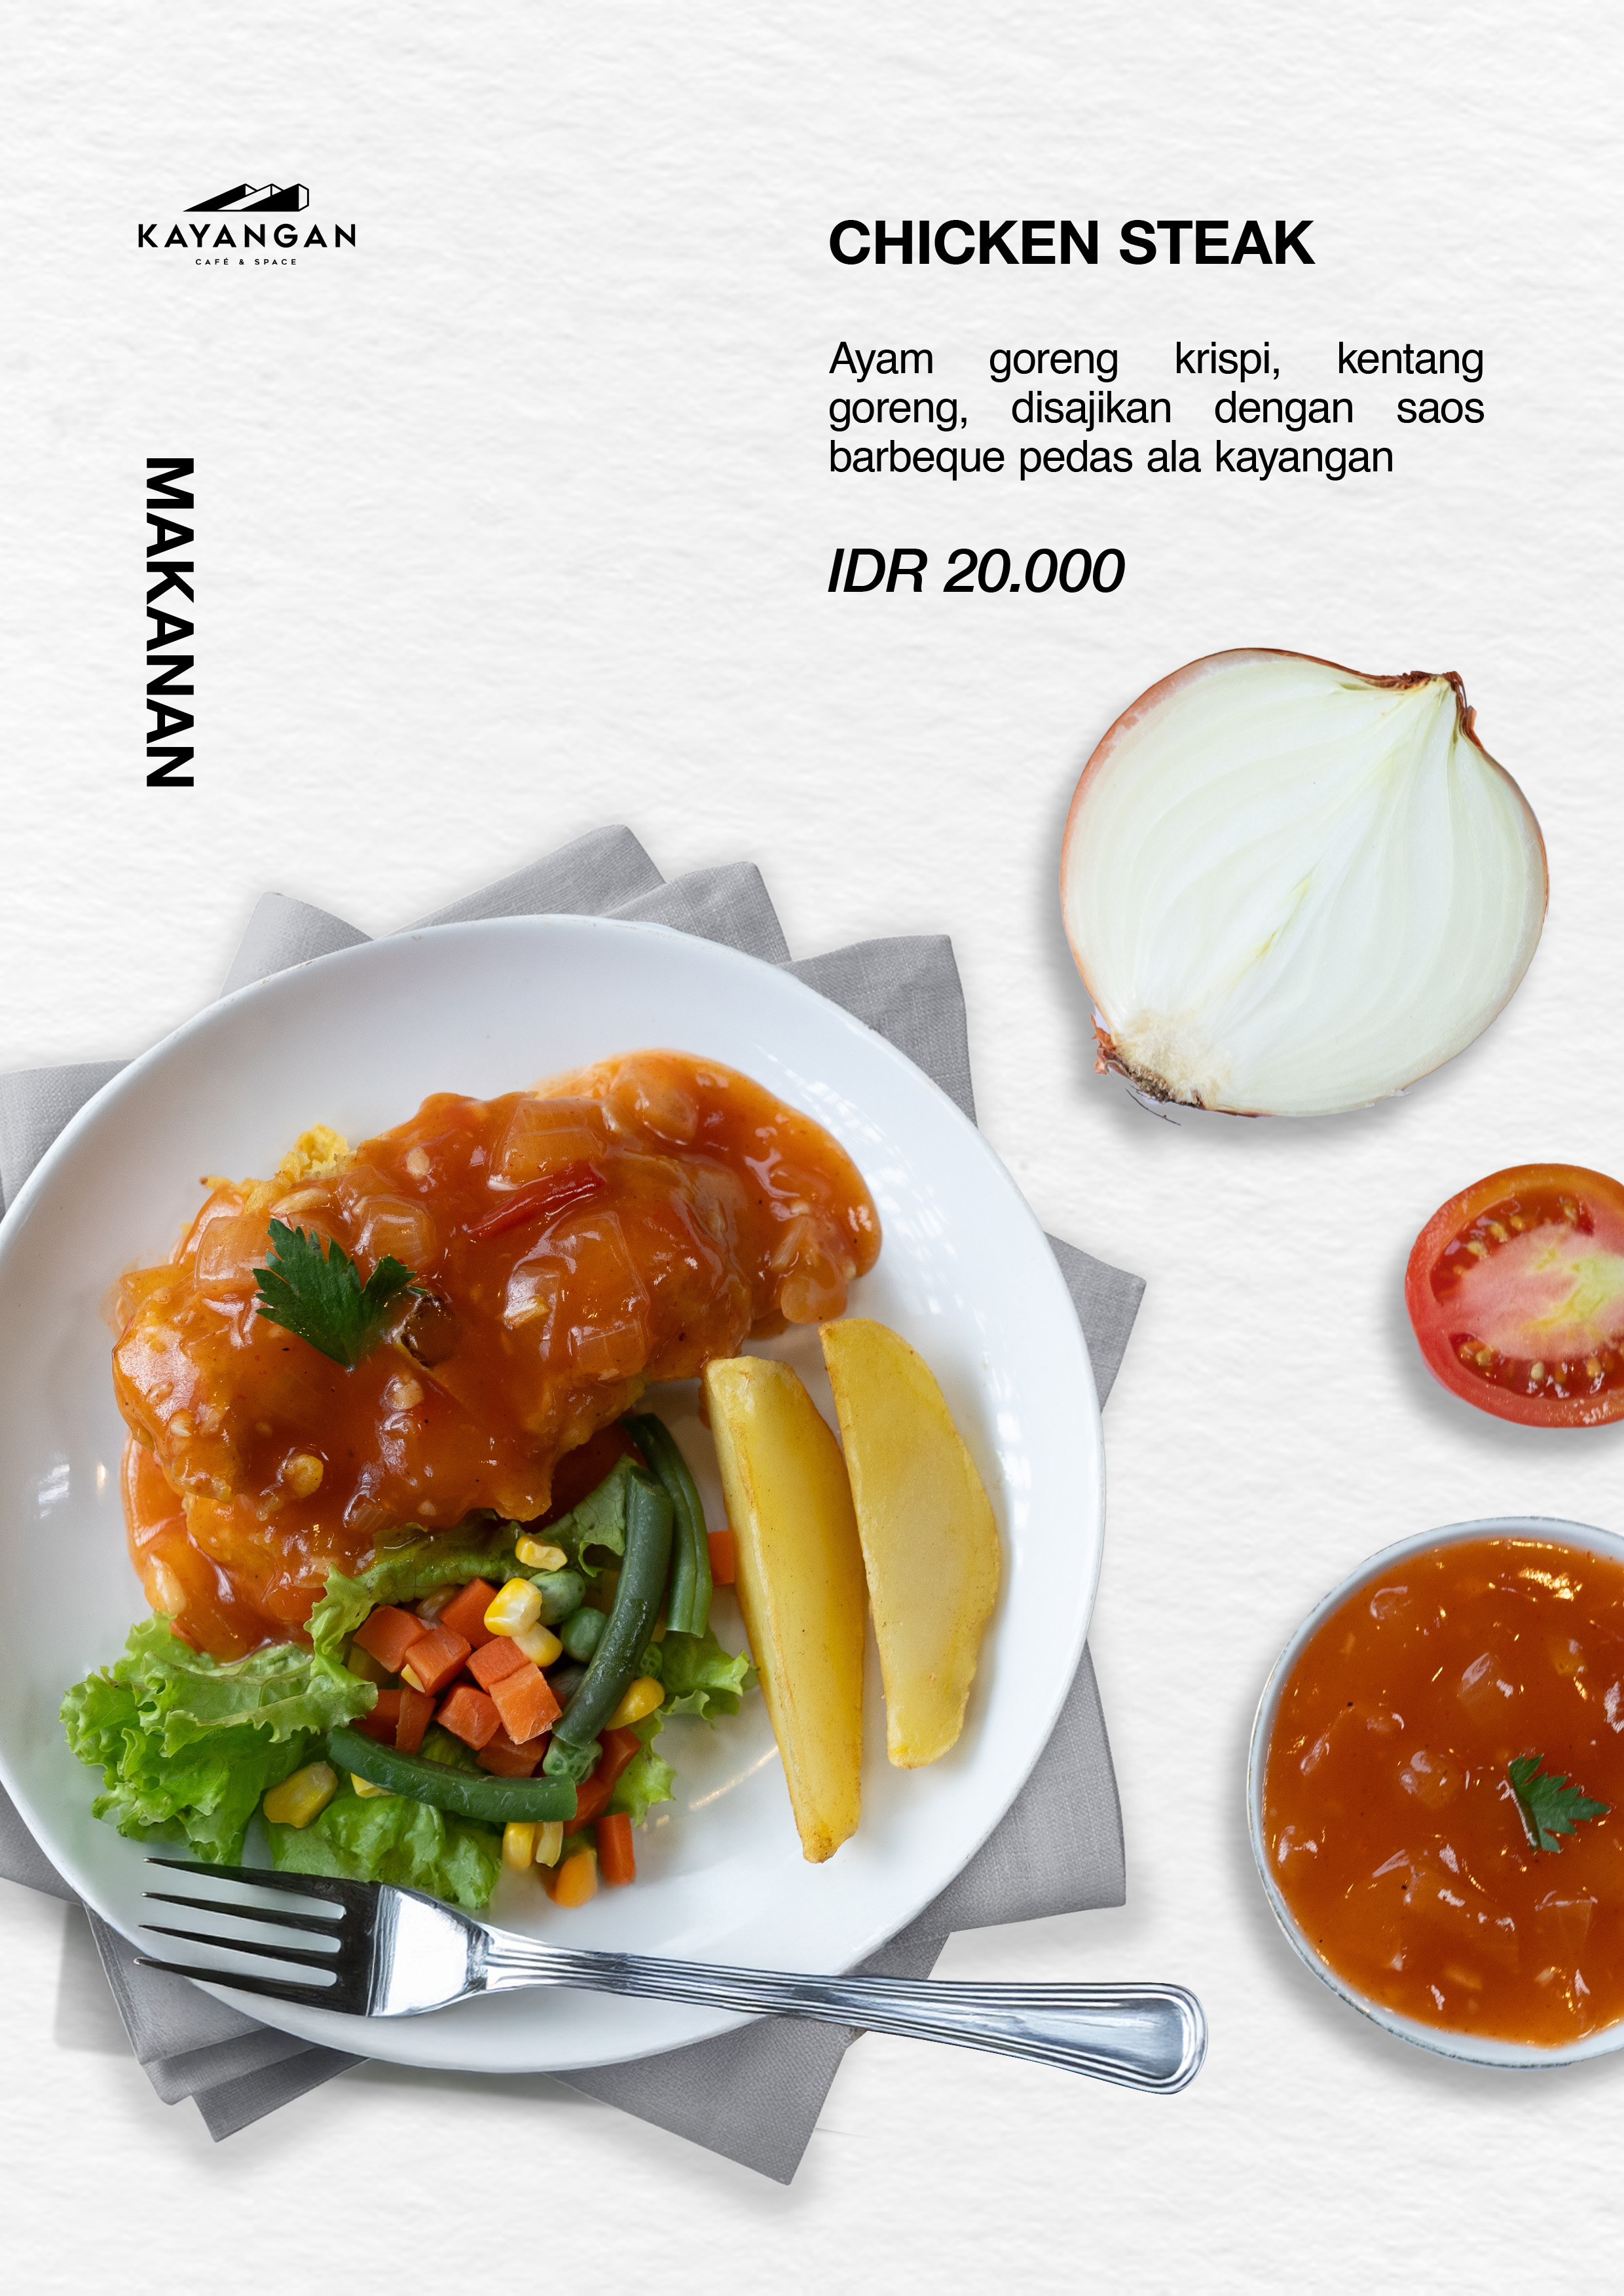 KAYANGAN
CAFÉ & SPACE
CHICKEN STEAK
Ayam goreng krispi, kentang
goreng, disajikan dengan saos
barbeque pedas ala kayangan
IDR 20.000
MAKANAN